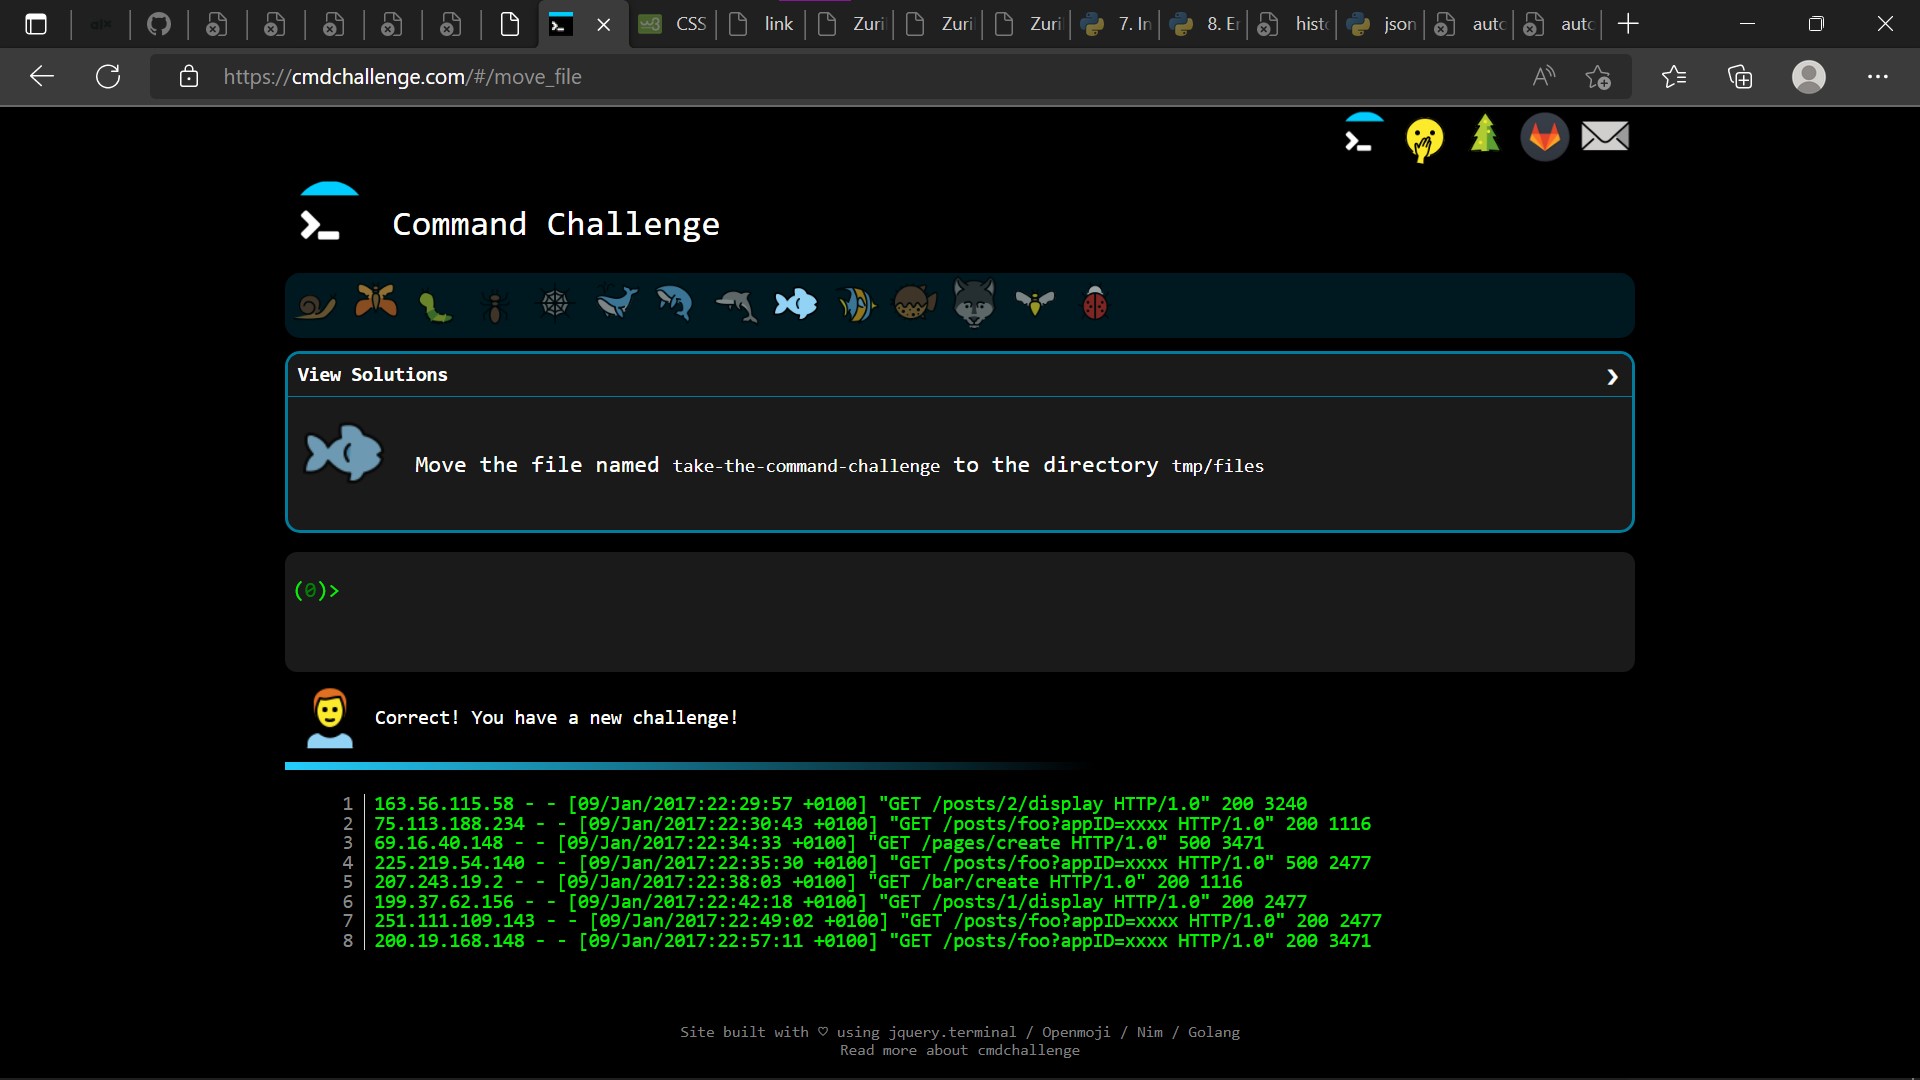 CSS
link
Zuri
Zuri
Zuri
7. In
8. Er
histo
json
auto
auto
https://cmdchallenge.com/#/move_file
Command Challenge
View Solutions
Move the file named take-the-command-challenge to the directory tmp/files
(0)>
Correct! You have a new challenge!
1 163.56.115.58 - - [09/Jan/2017:22:29:57 +0100] "GET /posts/2/display HTTP/1.0" 200 3240
2 75.113.188.234 - - [09/Jan/2017:22:30:43 +0100] "GET /posts/foo?appID=xxxx HTTP/1.0" 200 1116
3 69.16.40.148 - - [09/Jan/2017:22:34:33 +0100] "GET /pages/create HTTP/1.0" 500 3471
4 225.219.54.140 - - [09/Jan/2017:22:35:30 +0100] "GET /posts/foo?appID=xxxx HTTP/1.0" 500 2477
5 207.243.19.2 - - [09/Jan/2017:22:38:03 +0100] "GET /bar/create HTTP/1.0" 200 1116
6 199.37.62.156 - - [09/Jan/2017:22:42:18 +0100] "GET /posts/1/display HTTP/1.0" 200 2477
7 251.111.109.143 - - [09/Jan/2017:22:49:02 +0100] "GET /posts/foo?appID=xxxx HTTP/1.0" 200 2477
8 200.19.168.148 - - [09/Jan/2017:22:57:11 +0100] "GET /posts/foo?appID=xxxx HTTP/1.0" 200 3471
Site built with ♡ using jquery.terminal / Openmoji / Nim / Golang
Read more about cmdchallenge